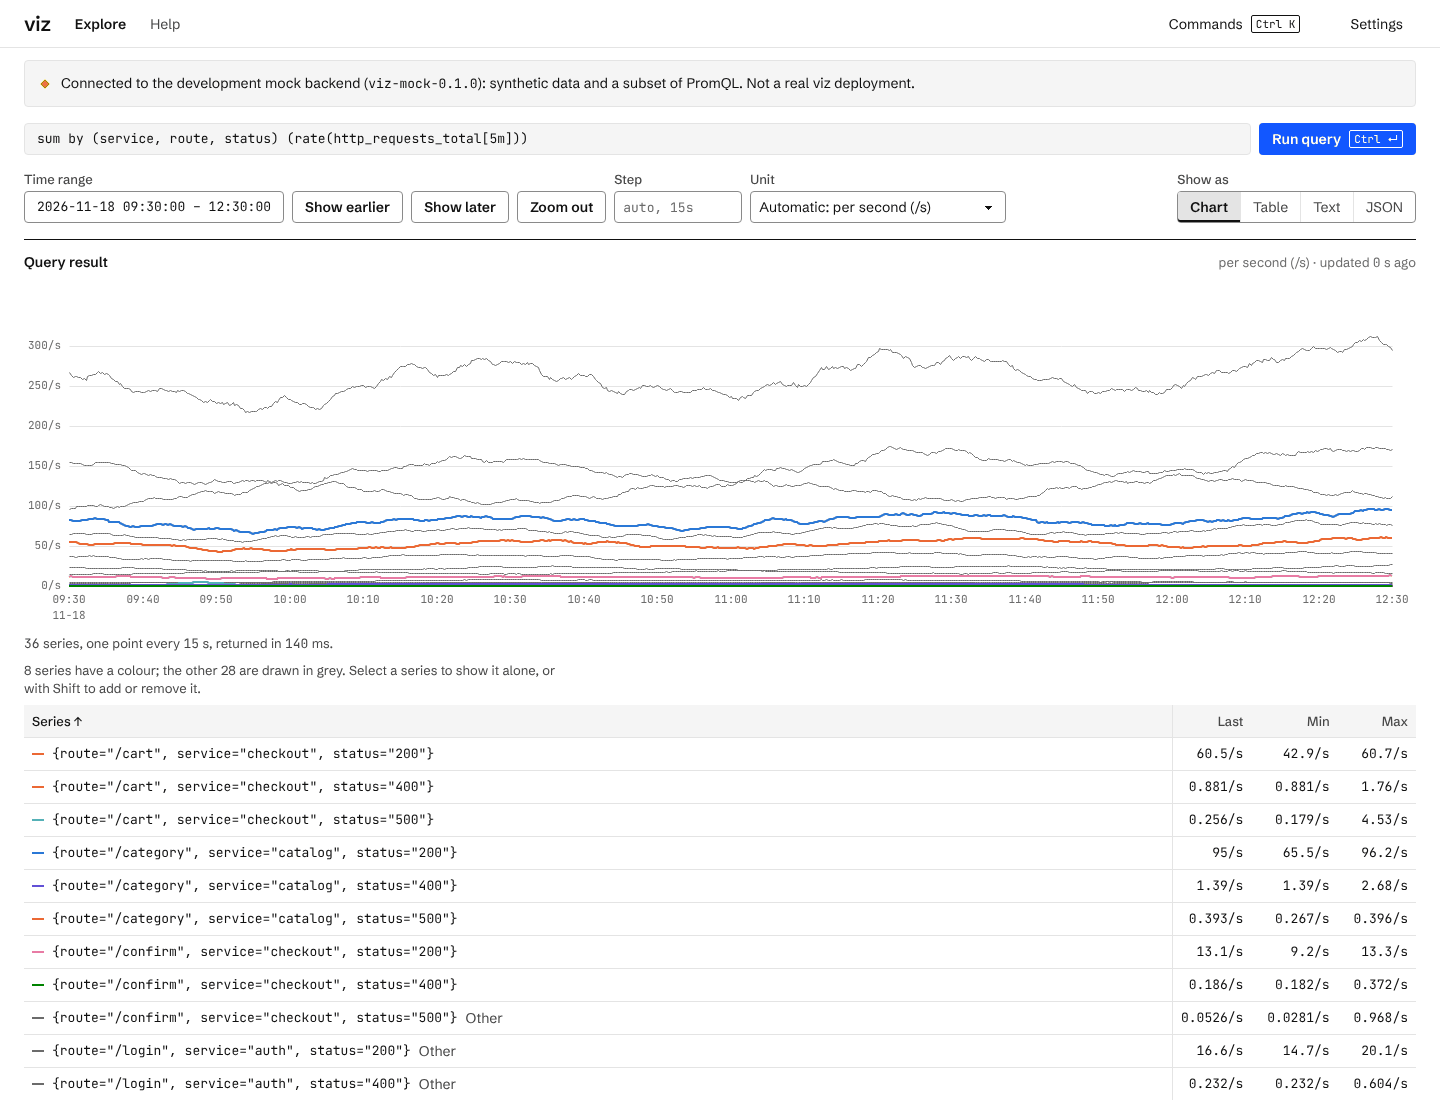 viz Explore Help Commands Ctrl K Settings
Connected to the development mock backend (viz-mock-0.1.0): synthetic data and a subset of PromQL. Not a real viz deployment.
sum by (service, route, status) (rate(http_requests_total[5m])) Run query Ctrl ↵
Time range Step Unit Show as
2026-11-18 09:30:00 – 12:30:00 Show earlier Show later Zoom out auto, 15s Automatic: per second (/s) Chart Table Text JSON
Query result per second (/s) · updated 0 s ago
300/s
250/s
200/s
150/s
100/s
50/s
0/s
09:30 09:40 09:50 10:00 10:10 10:20 10:30 10:40 10:50 11:00 11:10 11:20 11:30 11:40 11:50 12:00 12:10 12:20 12:30
11-18
36 series, one point every 15 s, returned in 140 ms.
8 series have a colour; the other 28 are drawn in grey. Select a series to show it alone, or
with Shift to add or remove it.
Series ↑ Last Min Max
{route="/cart", service="checkout", status="200"} 60.5/s 42.9/s 60.7/s
{route="/cart", service="checkout", status="400"} 0.881/s 0.881/s 1.76/s
{route="/cart", service="checkout", status="500"} 0.256/s 0.179/s 4.53/s
{route="/category", service="catalog", status="200"} 95/s 65.5/s 96.2/s
{route="/category", service="catalog", status="400"} 1.39/s 1.39/s 2.68/s
{route="/category", service="catalog", status="500"} 0.393/s 0.267/s 0.396/s
{route="/confirm", service="checkout", status="200"} 13.1/s 9.2/s 13.3/s
{route="/confirm", service="checkout", status="400"} 0.186/s 0.182/s 0.372/s
{route="/confirm", service="checkout", status="500"} Other 0.0526/s 0.0281/s 0.968/s
{route="/login", service="auth", status="200"} Other 16.6/s 14.7/s 20.1/s
{route="/login", service="auth", status="400"} Other 0.232/s 0.232/s 0.604/s